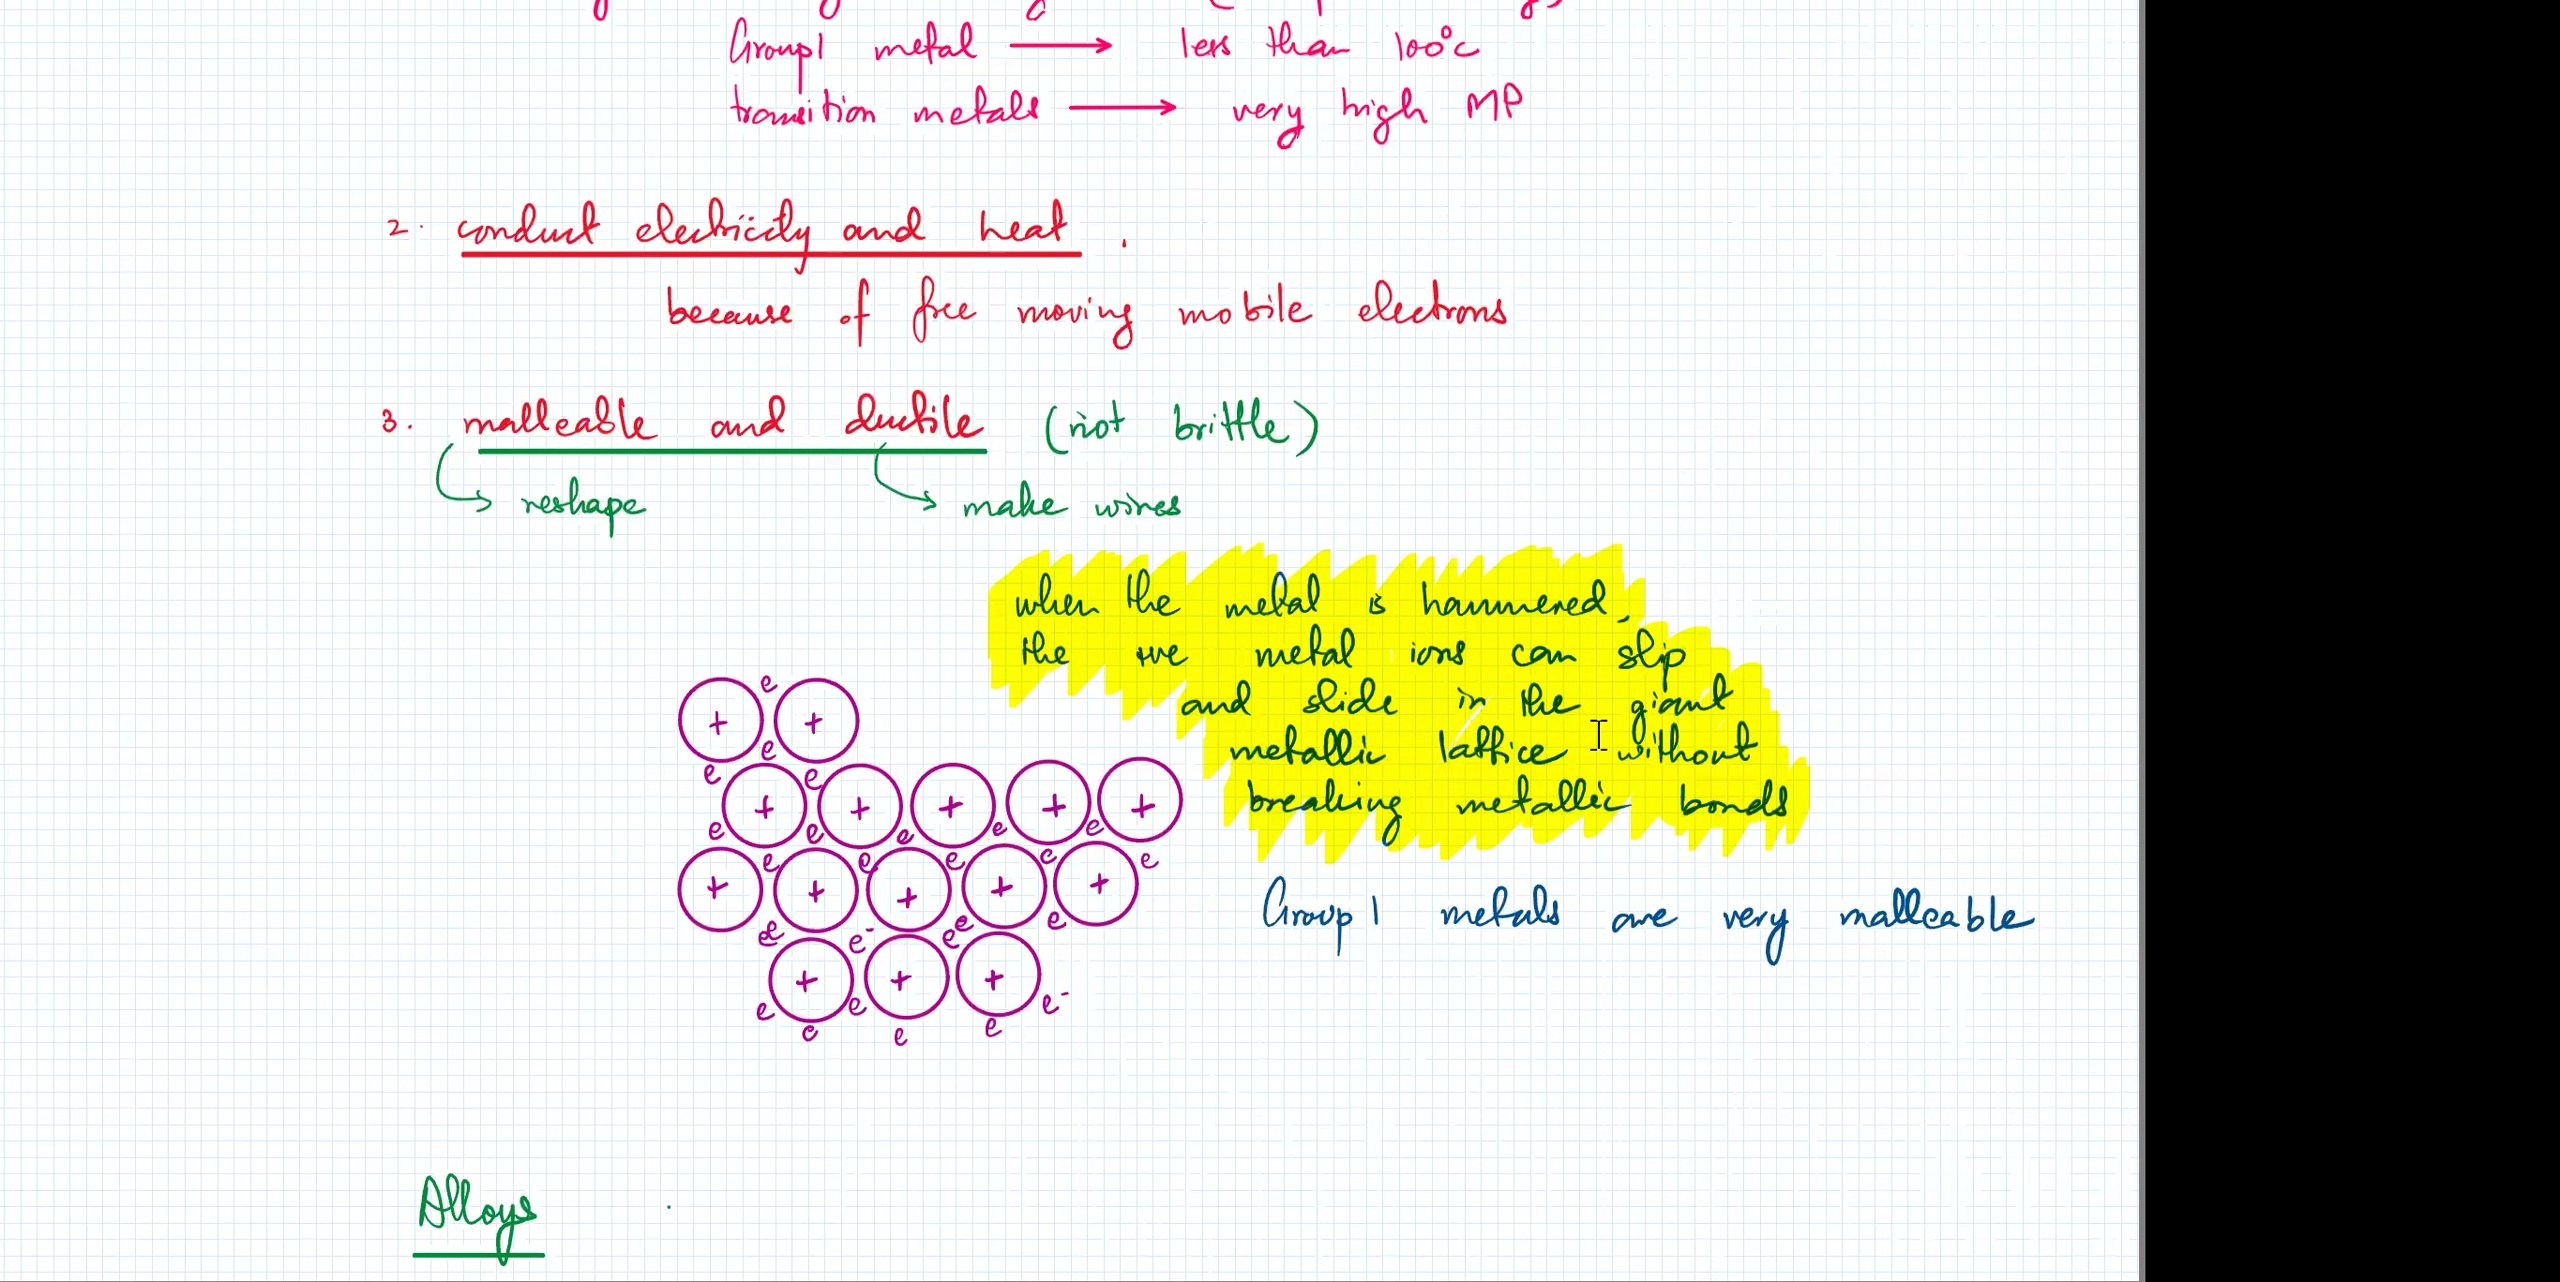 Group 1 metal → less than 100°c
transition metals → very high MP
2. conduct electricity and heat.
because of free moving mobile electrons
3. malleable and ductile (not brittle)
reshape
make wires
when the metal is hammered,
the +ve metal ions can slip
and slide in the giant
metallic lattice without
breaking metallic bonds
e
+ +
e
e e
+ + + + +
e e e e e
e e e e e
+ + + + +
Group 1 metals are very malleable
e e⁻ e e e
+ + +
e e e⁻
e e e
Alloys